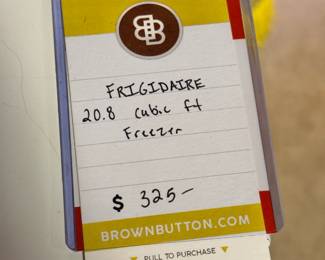 BB
FRIGIDAIRE
20.8 cubic ft
Freezer
$ 325-
BROWNBUTTON.COM
PULL TO PURCHASE